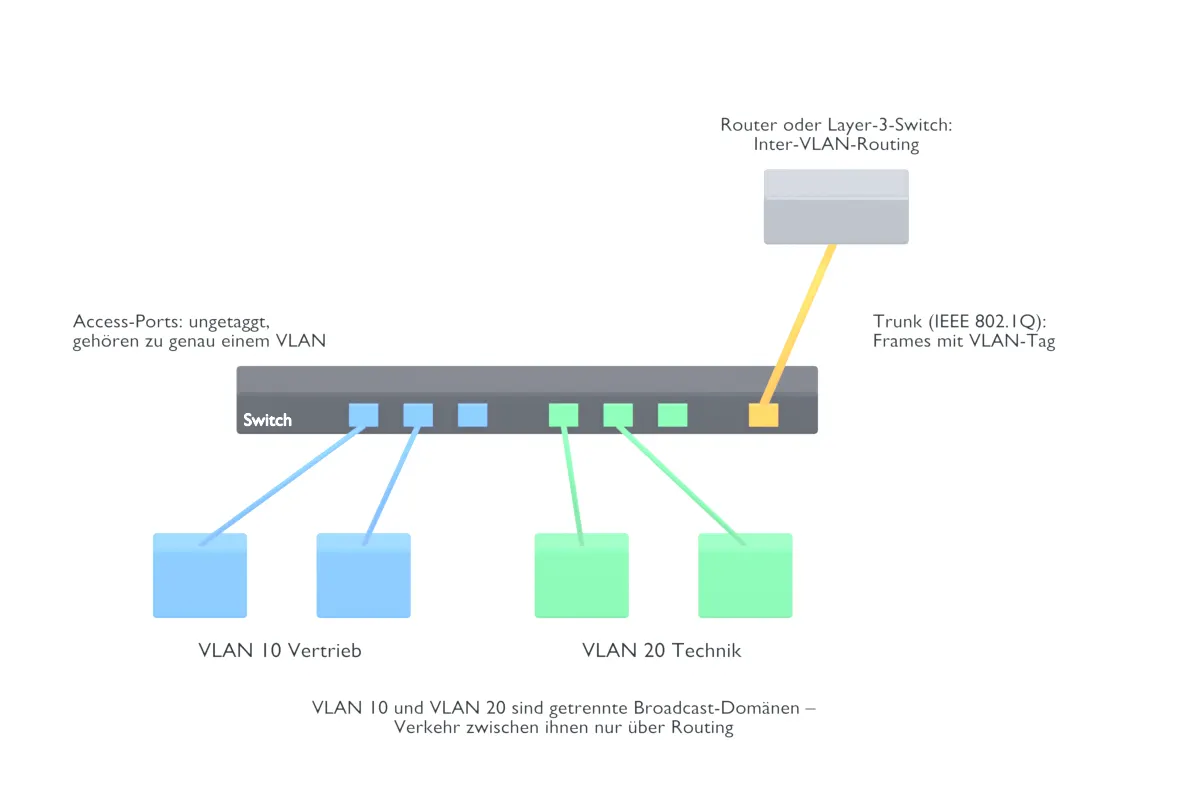 Router oder Layer-3-Switch:
Inter-VLAN-Routing
Access-Ports: ungetaggt,
gehören zu genau einem VLAN
Trunk (IEEE 802.1Q):
Frames mit VLAN-Tag
Switch
VLAN 10 Vertrieb
VLAN 20 Technik
VLAN 10 und VLAN 20 sind getrennte Broadcast-Domänen –
Verkehr zwischen ihnen nur über Routing